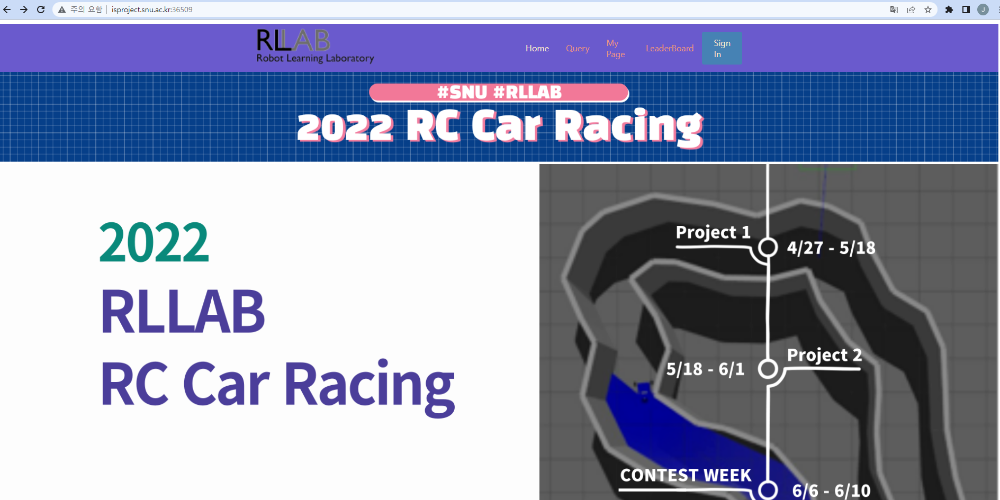 주의 요함 | isproject.snu.ac.kr:36509
J
RLLAB
Robot Learning Laboratory
Home
Query
My
Page
LeaderBoard
Sign
In
#SNU #RLLAB
2022 RC Car Racing
2022
RLLAB
RC Car Racing
Project 1
4/27 - 5/18
Project 2
5/18 - 6/1
CONTEST WEEK
6/6 - 6/10